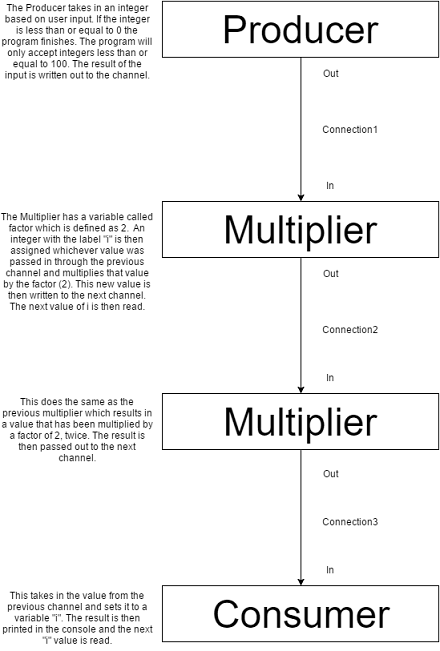 The Producer takes in an integer
based on user input. If the integer
is less than or equal to 0 the
program finishes. The program will
only accept integers less than or
equal to 100. The result of the
input is written out to the channel.
Producer
Out
Connection1
In
The Multiplier has a variable called
factor which is defined as 2. An
integer with the label "i" is then
assigned whichever value was
passed in through the previous
channel and multiplies that value
by the factor (2). This new value is
then written to the next channel.
The next value of i is then read.
Multiplier
Out
Connection2
In
This does the same as the
previous multiplier which results in
a value that has been multiplied by
a factor of 2, twice. The result is
then passed out to the next
channel.
Multiplier
Out
Connection3
In
This takes in the value from the
previous channel and sets it to a
variable "i". The result is then
printed in the console and the next
"i" value is read.
Consumer